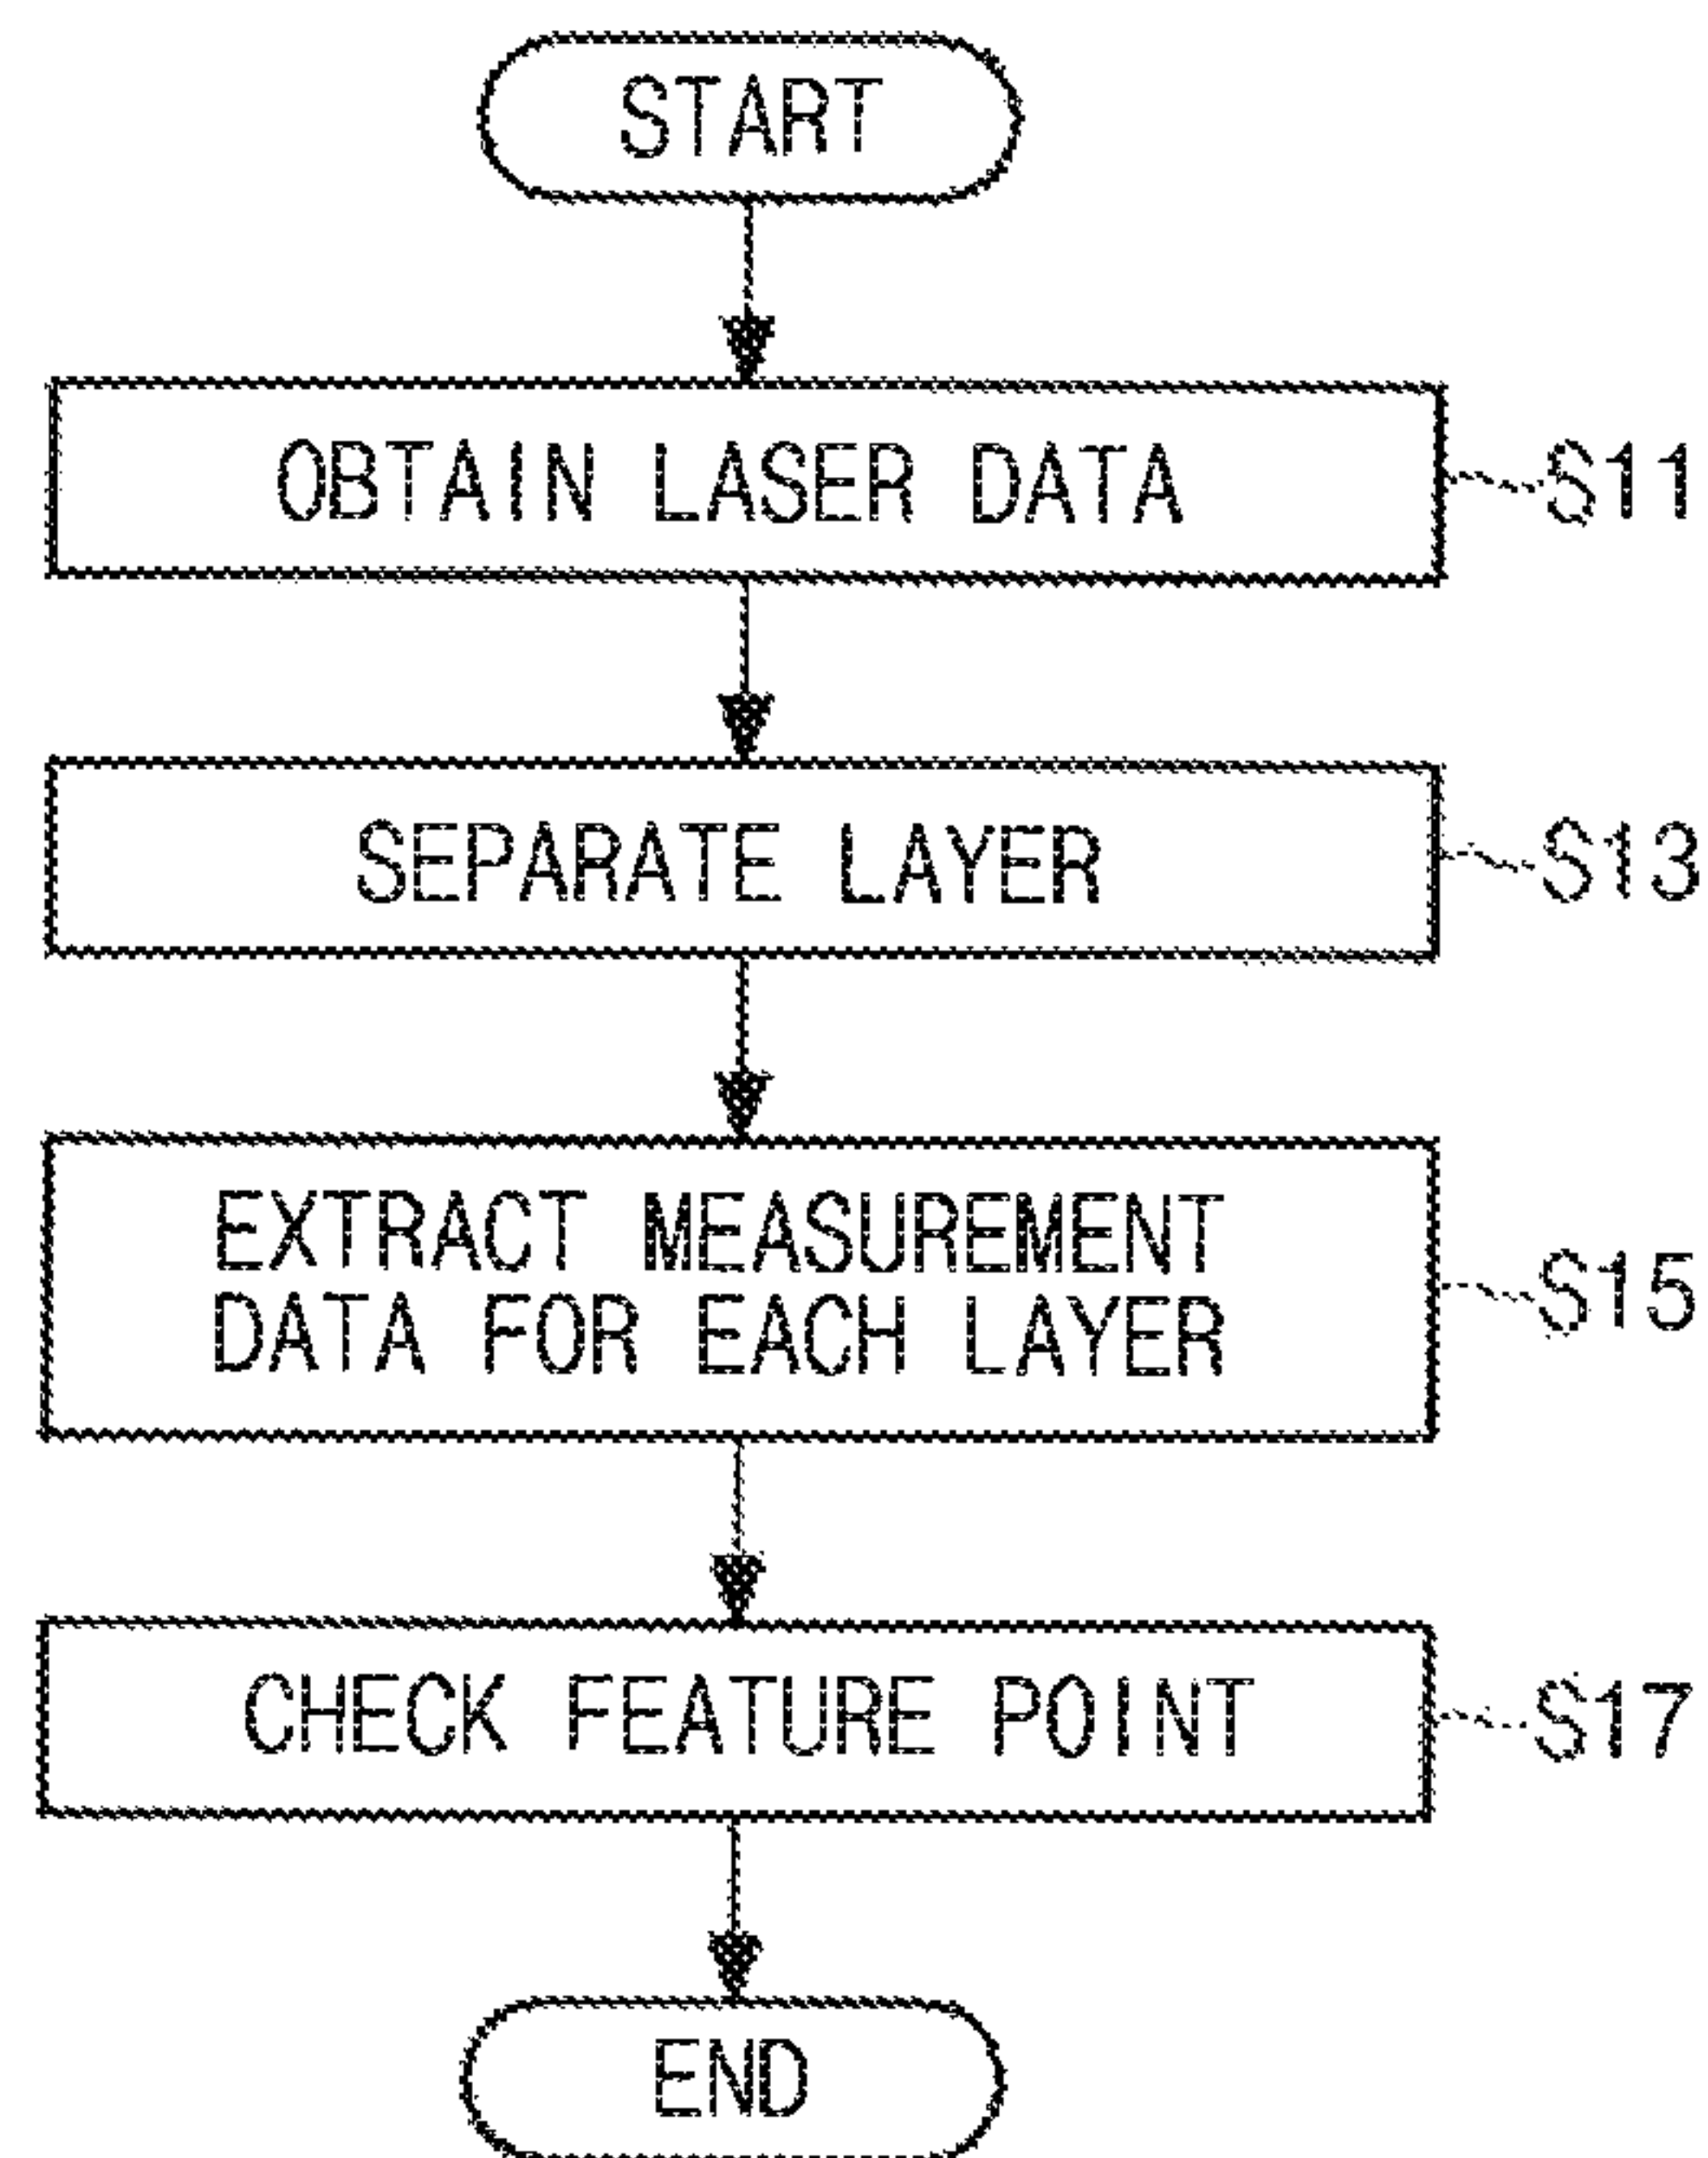 START
OBTAIN LASER DATA
S11
SEPARATE LAYER
S13
EXTRACT MEASUREMENT
DATA FOR EACH LAYER
S15
CHECK FEATURE POINT
S17
END